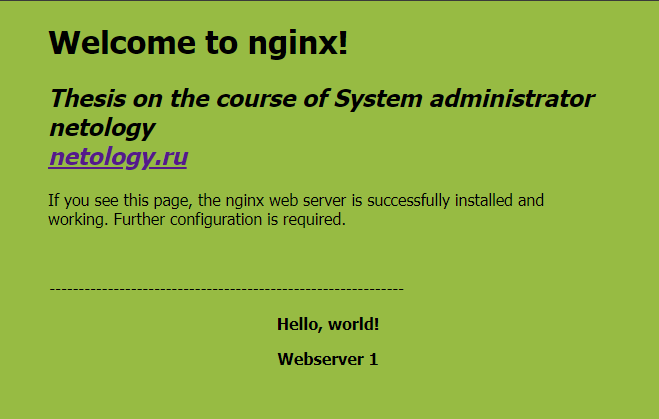 Welcome to nginx!
Thesis on the course of System administrator
netology
netology.ru
If you see this page, the nginx web server is successfully installed and
working. Further configuration is required.
--------------------------------------------------------------
Hello, world!
Webserver 1